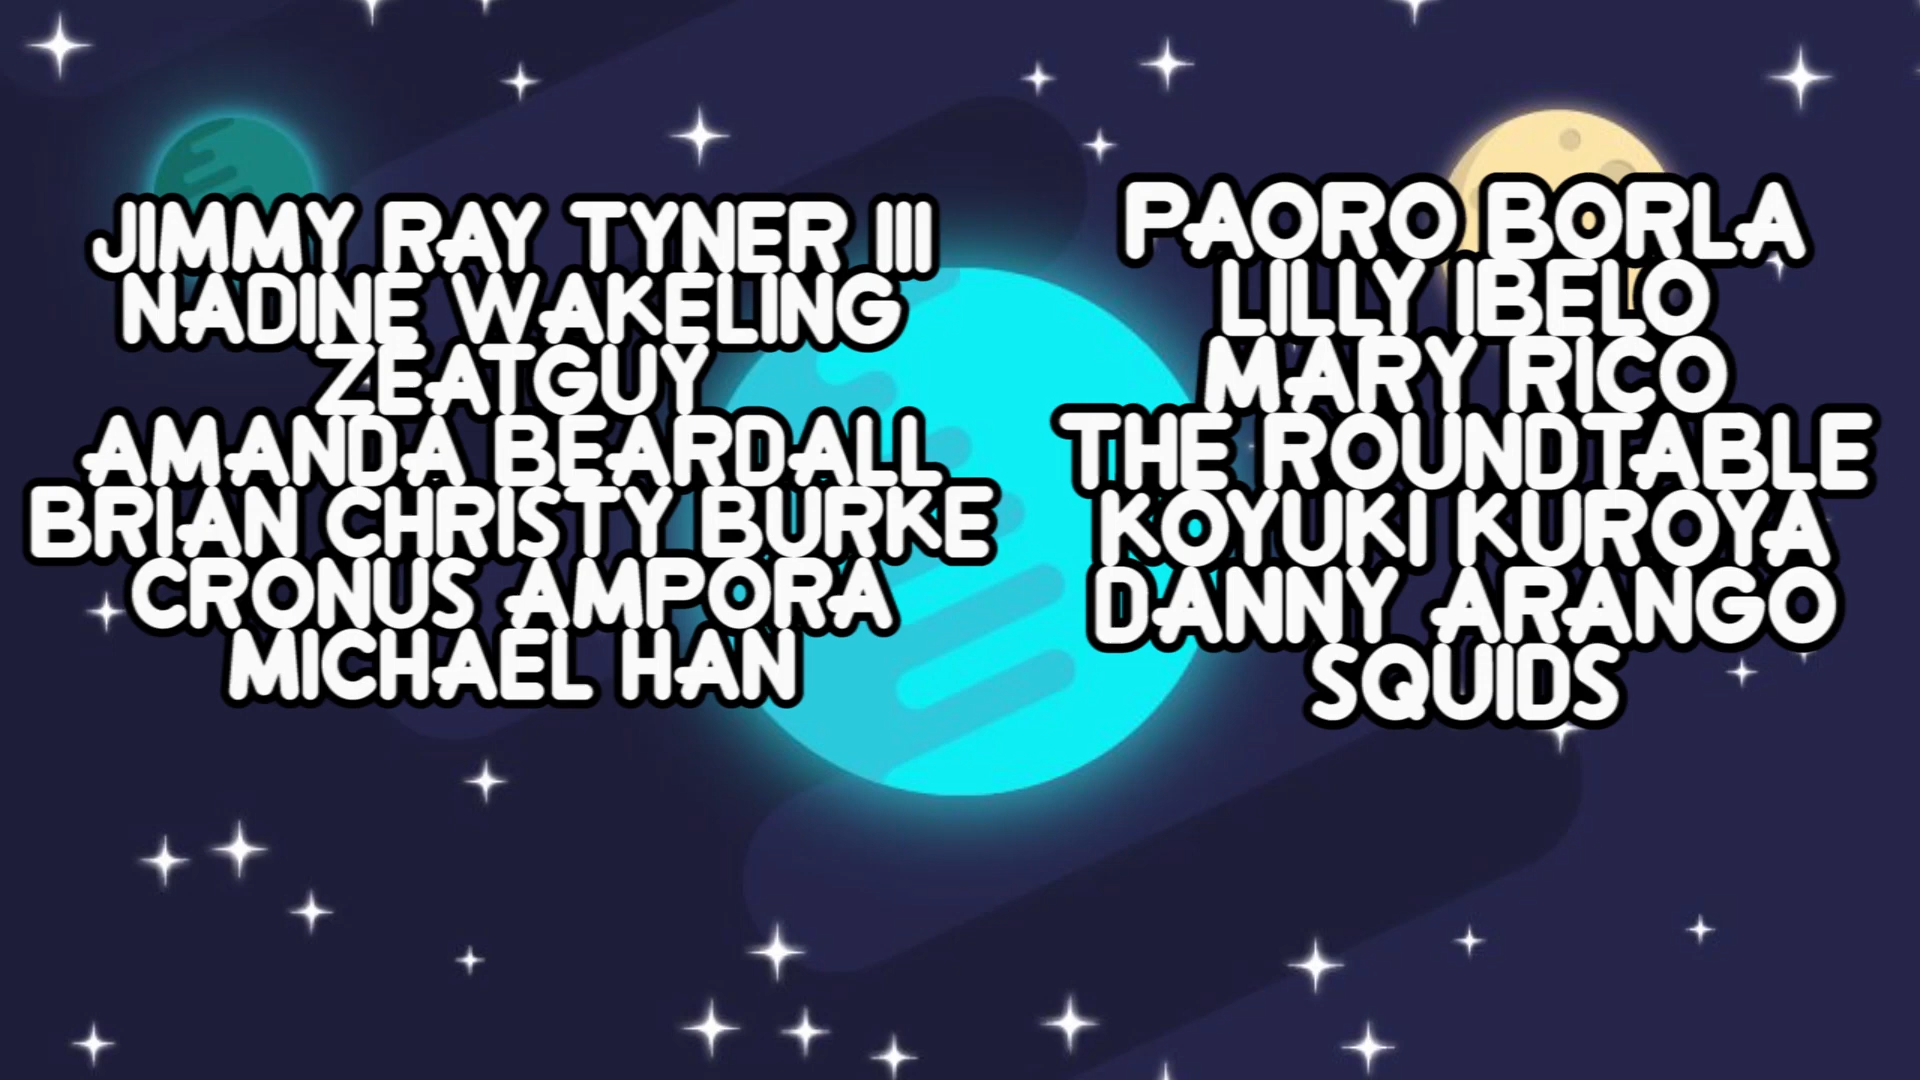 JIMMY RAY TYNER III
NADINE WAKELING
ZEATGUY
AMANDA BEARDALL
BRIAN CHRISTY BURKE
CRONUS AMPORA
MICHAEL HAN
PAORO BORLA
LILLY IBELO
MARY RICO
THE ROUNDTABLE
KOYUKI KUROYA
DANNY ARANGO
SQUIDS